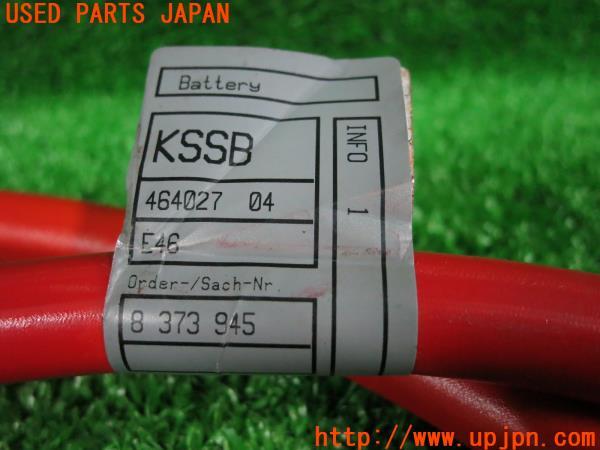 USED PARTS JAPAN
Battery
KSSB
464027 04
E46
Order-/Sach-Nr.
8 373 945
INFO 1
UPJ
http://www.upjpn.com/